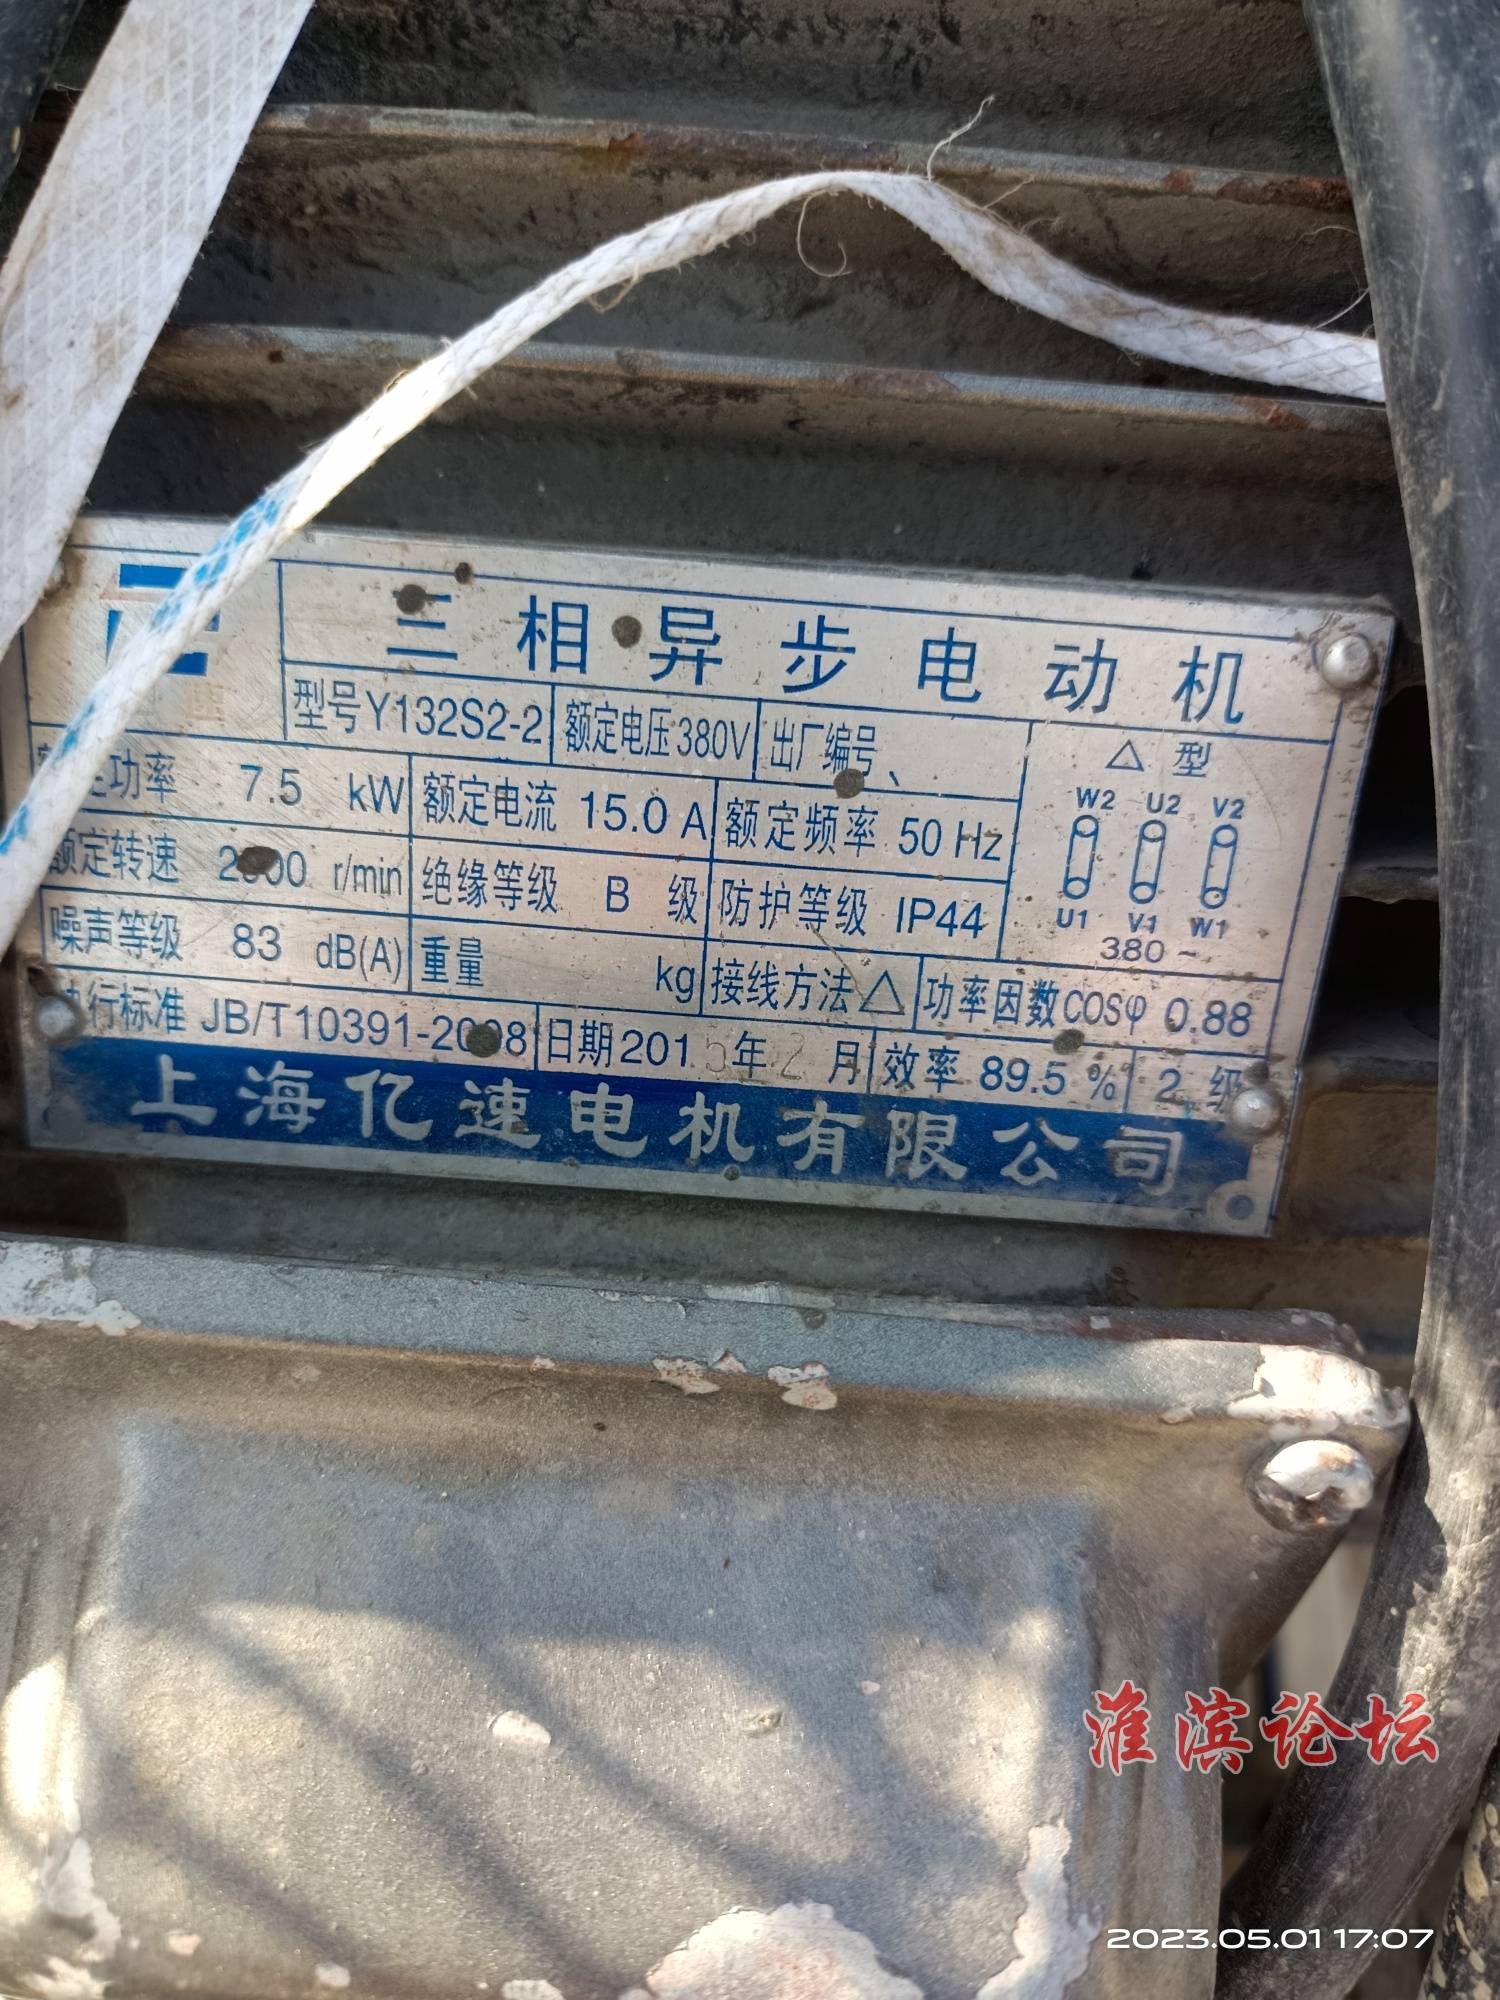 三相异步电动机
型号Y132S2-2 额定电压380V 出厂编号
△ 型
功率 7.5 kW 额定电流 15.0 A 额定频率 50 Hz
W2 U2 V2
额定转速 r/min 绝缘等级 B 级 防护等级 IP44
U1 V1 W1
380~
噪声等级 83 dB(A) 重量 kg 接线方法△ 功率因数COSφ 0.88
执行标准 JB/T10391-2008 日期2015年2月 效率 89.5 % 2 级
上海亿速电机有限公司
淮滨论坛
2023.05.01 17:07